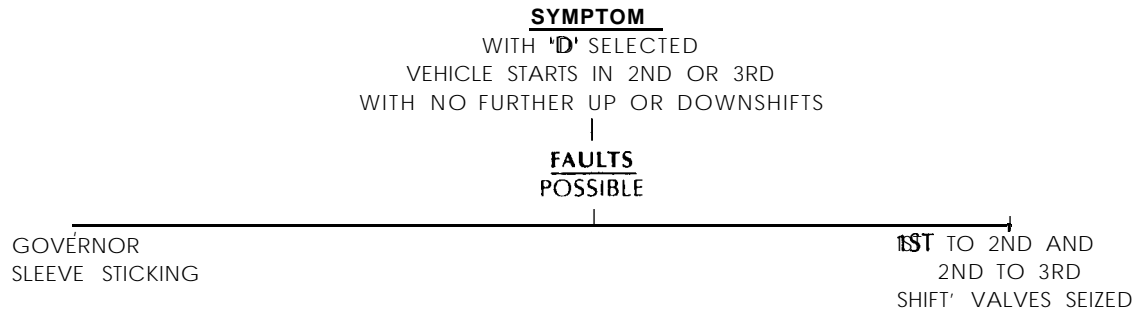 SYMPTOM
WITH 'D' SELECTED
VEHICLE STARTS IN 2ND OR 3RD
WITH NO FURTHER UP OR DOWNSHIFTS
FAULTS
POSSIBLE
GOVERNOR
SLEEVE STICKING
1ST TO 2ND AND
2ND TO 3RD
SHIFT' VALVES SEIZED